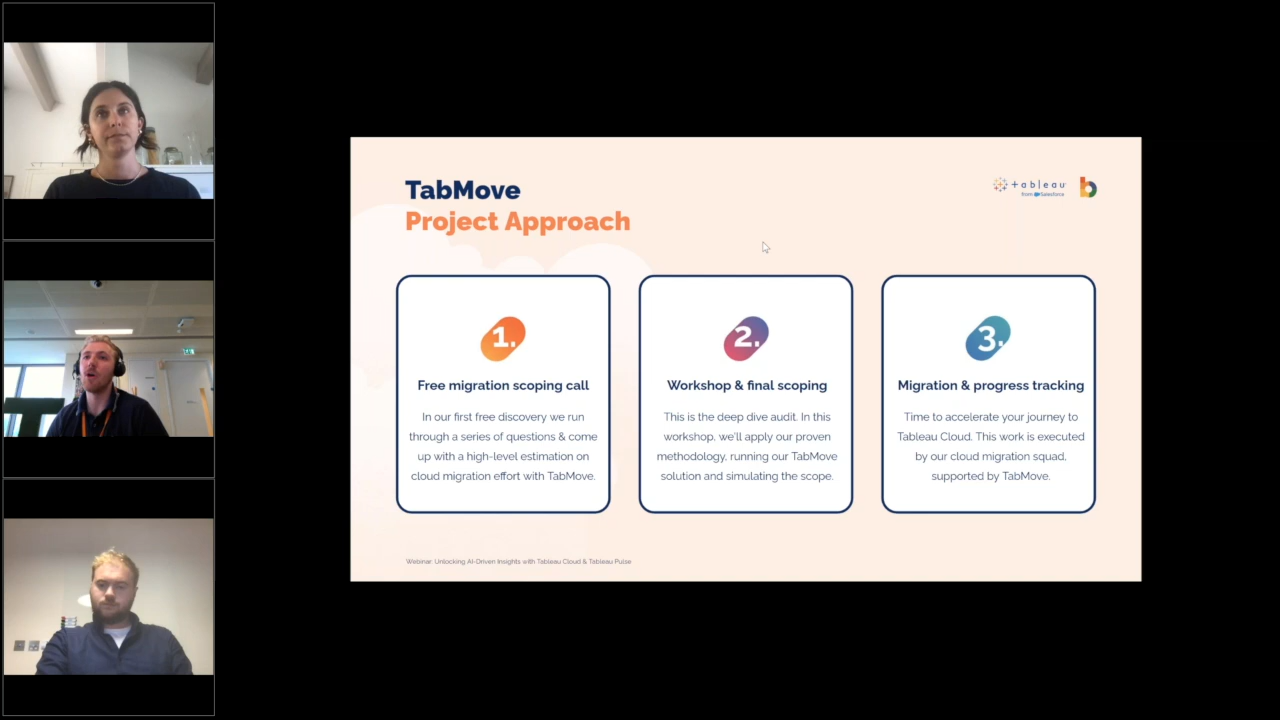 TabMove
Project Approach
+ableau
from Salesforce
b
1.
Free migration scoping call
In our first free discovery we run
through a series of questions & come
up with a high-level estimation on
cloud migration effort with TabMove.
2.
Workshop & final scoping
This is the deep dive audit. In this
workshop, we'll apply our proven
methodology, running our TabMove
solution and simulating the scope.
3.
Migration & progress tracking
Time to accelerate your journey to
Tableau Cloud. This work is executed
by our cloud migration squad,
supported by TabMove.
Webinar: Unlocking AI-Driven Insights with Tableau Cloud & Tableau Pulse